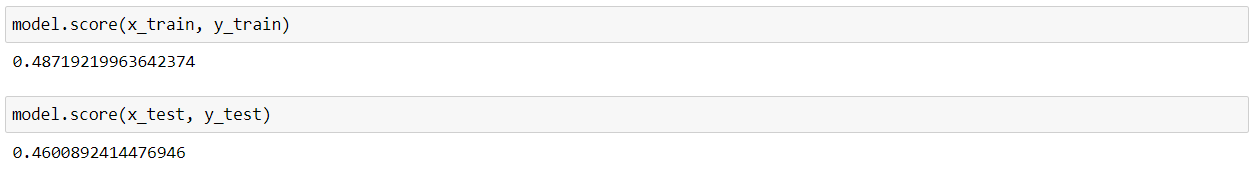 model.score(x_train, y_train)
0.48719219963642374
model.score(x_test, y_test)
0.4600892414476946